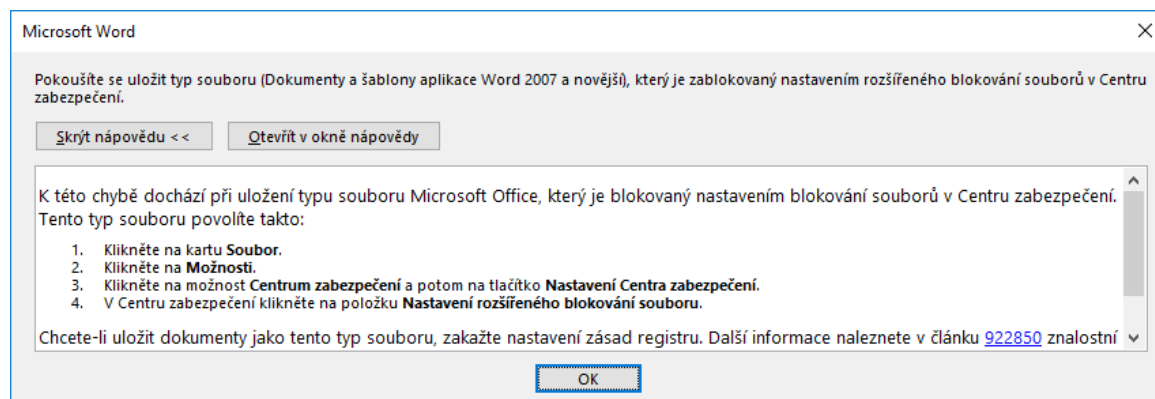 Microsoft Word
Pokoušíte se uložit typ souboru (Dokumenty a šablony aplikace Word 2007 a novější), který je zablokovaný nastavením rozšířeného blokování souborů v Centru
zabezpečení.
Skrýt nápovědu << Otevřít v okně nápovědy
K této chybě dochází při uložení typu souboru Microsoft Office, který je blokovaný nastavením blokování souborů v Centru zabezpečení.
Tento typ souboru povolíte takto:
1. Klikněte na kartu Soubor.
2. Klikněte na Možnosti.
3. Klikněte na možnost Centrum zabezpečení a potom na tlačítko Nastavení Centra zabezpečení.
4. V Centru zabezpečení klikněte na položku Nastavení rozšířeného blokování souboru.
Chcete-li uložit dokumenty jako tento typ souboru, zakažte nastavení zásad registru. Další informace naleznete v článku 922850 znalostní
OK